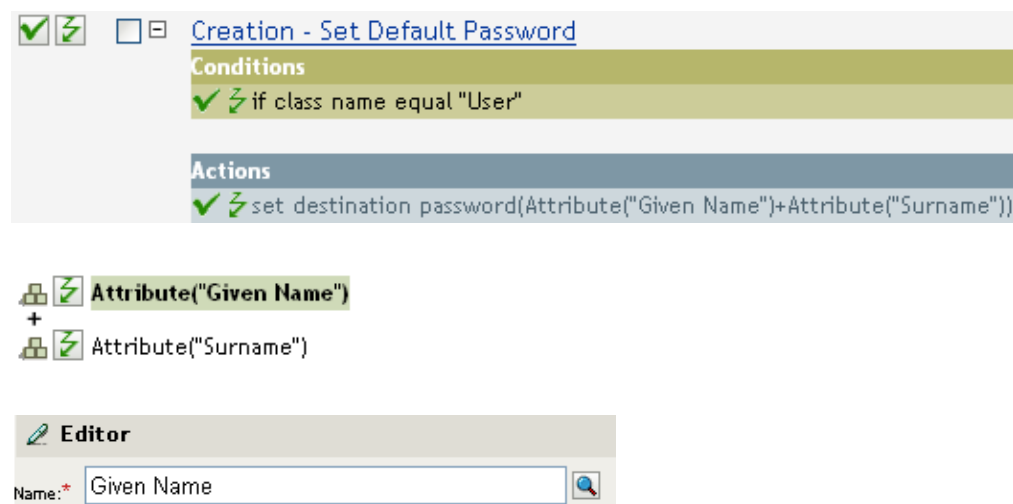 Creation - Set Default Password
Conditions
if class name equal "User"
Actions
set destination password(Attribute("Given Name")+Attribute("Surname"))
Attribute("Given Name")
+
Attribute("Surname")
Editor
Name:* Given Name